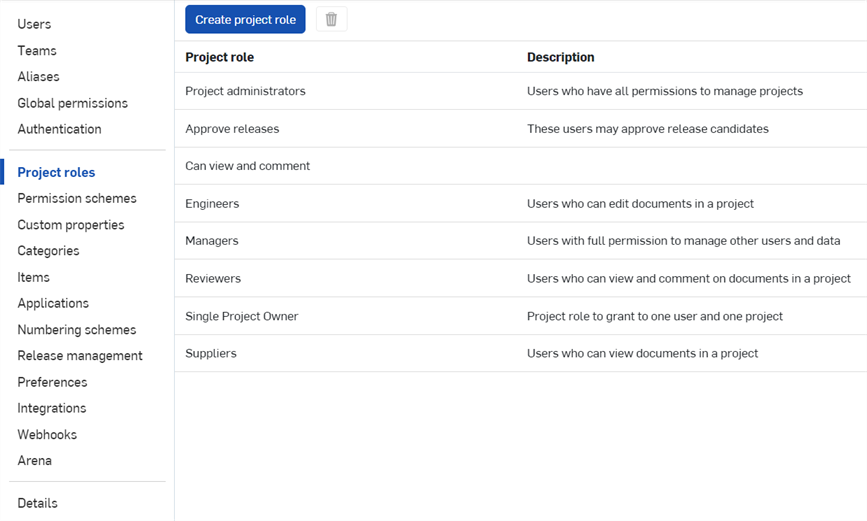 Users
Teams
Aliases
Global permissions
Authentication
Project roles
Permission schemes
Custom properties
Categories
Items
Applications
Numbering schemes
Release management
Preferences
Integrations
Webhooks
Arena
Details
Create project role
Project role Description
Project administrators Users who have all permissions to manage projects
Approve releases These users may approve release candidates
Can view and comment
Engineers Users who can edit documents in a project
Managers Users with full permission to manage other users and data
Reviewers Users who can view and comment on documents in a project
Single Project Owner Project role to grant to one user and one project
Suppliers Users who can view documents in a project